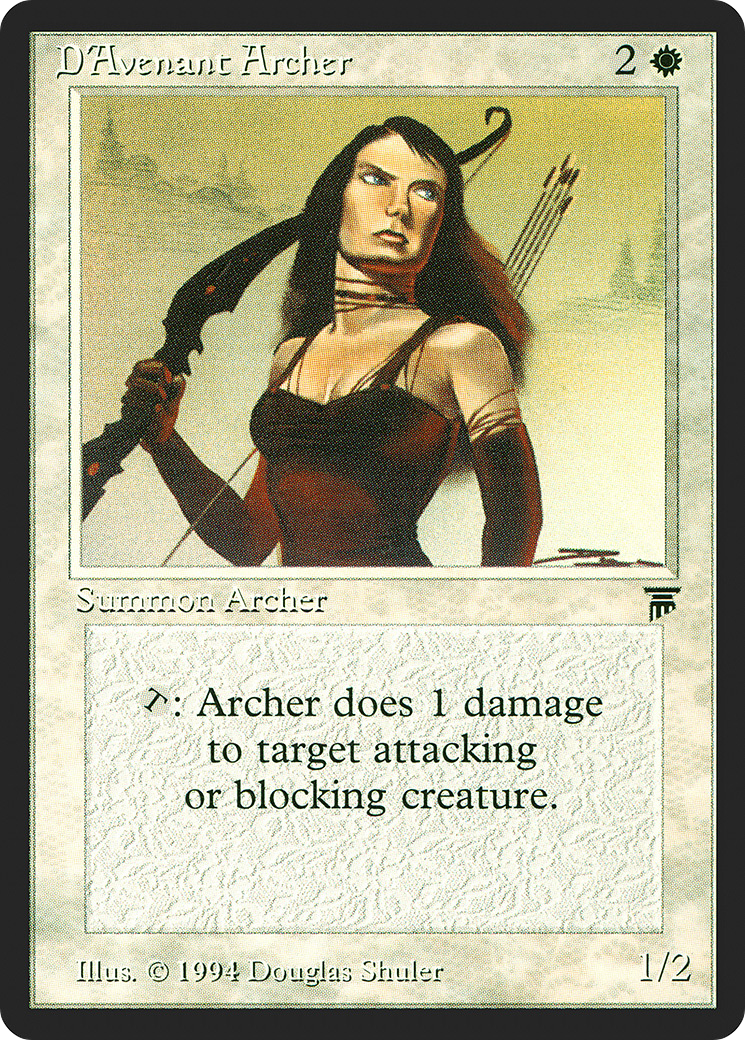 D'Avenant Archer 2
Summon Archer
T: Archer does 1 damage
to target attacking
or blocking creature.
Illus. © 1994 Douglas Shuler 1/2